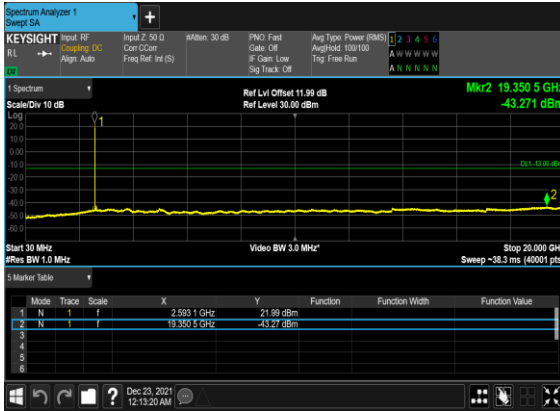 Spectrum Analyzer 1
Swept SA
+
KEYSIGHT Input: RF Input Z: 50 Ω #Atten: 30 dB PNO: Fast Avg Type: Power (RMS) 1 2 3 4 5 6
RL Coupling: DC Corr CCorr Gate: Off Avg|Hold: 100/100 A W W W W W
Align: Auto Freq Ref: Int (S) IF Gain: Low Trig: Free Run
Sig Track: Off A N N N N N
1 Spectrum Ref Lvl Offset 11.99 dB Mkr2 19.350 5 GHz
Scale/Div 10 dB Ref Level 30.00 dBm -43.271 dBm
Log
20.0
10.0
0.00
-10.0
DL1 -13.00 dBm
-20.0
-30.0
-40.0
-50.0
-60.0
1
2
Start 30 MHz Video BW 3.0 MHz* Stop 20.000 GHz
#Res BW 1.0 MHz Sweep ~38.3 ms (40001 pts)
5 Marker Table
Mode Trace Scale X Y Function Function Width Function Value
1 N 1 f 2.593 1 GHz 21.99 dBm
2 N 1 f 19.350 5 GHz -43.27 dBm
3
4
5
6
? Dec 23, 2021
12:13:20 AM